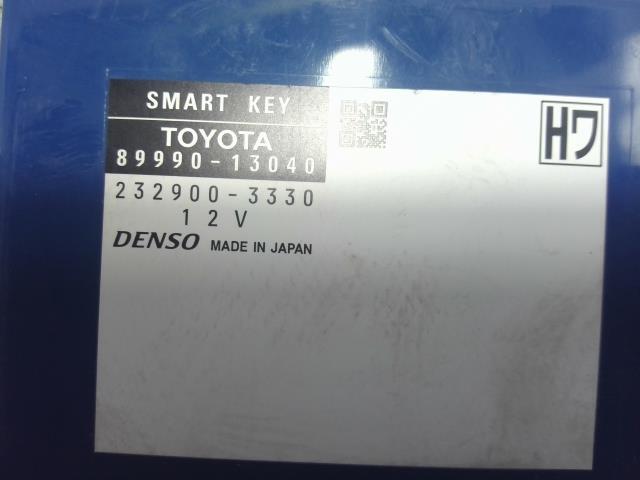 SMART KEY
TOYOTA
89990-13040
232900-3330
12V
DENSO MADE IN JAPAN
Hワ